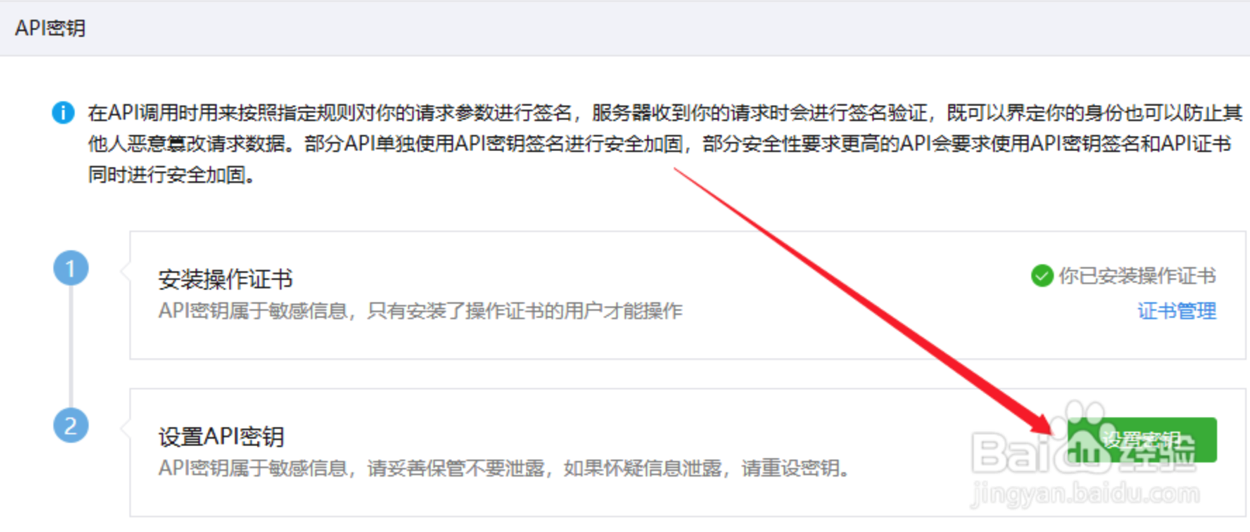 API密钥
在API调用时用来按照指定规则对你的请求参数进行签名，服务器收到你的请求时会进行签名验证，既可以界定你的身份也可以防止其
他人恶意篡改请求数据。部分API单独使用API密钥签名进行安全加固，部分安全性要求更高的API会要求使用API密钥签名和API证书
同时进行安全加固。
1
安装操作证书
你已安装操作证书
API密钥属于敏感信息，只有安装了操作证书的用户才能操作
证书管理
2
设置API密钥
设置密钥
API密钥属于敏感信息，请妥善保管不要泄露，如果怀疑信息泄露，请重设密钥。
Baidu经验
jingyan.baidu.com